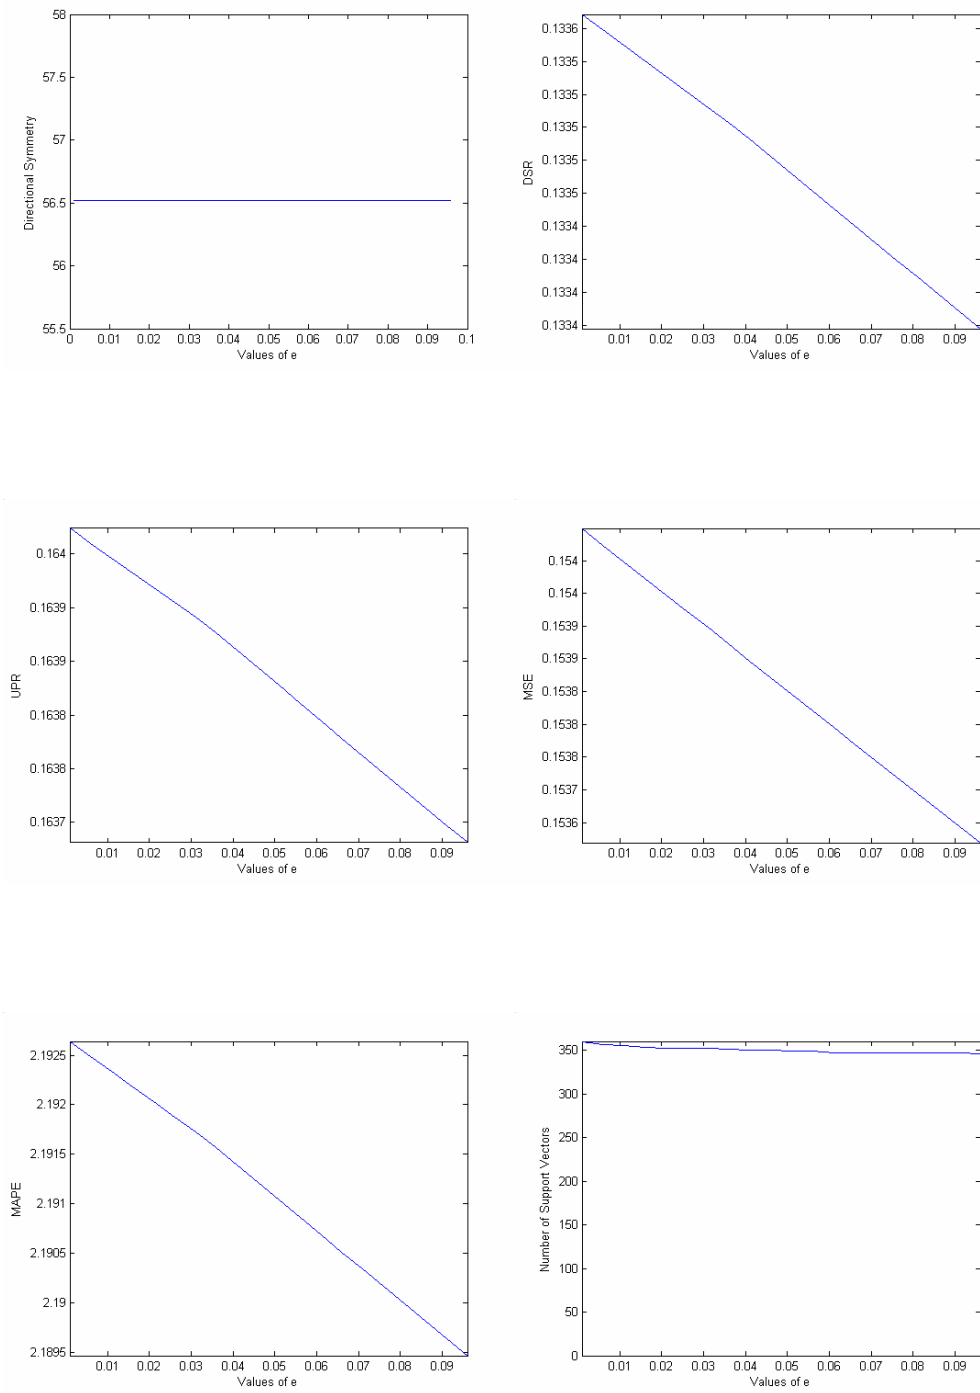 58
57.5
57
56.5
56
55.5
Directional Symmetry
0 0.01 0.02 0.03 0.04 0.05 0.06 0.07 0.08 0.09 0.1
Values of e
0.1336
0.1335
0.1335
0.1335
0.1335
0.1335
0.1334
0.1334
0.1334
0.1334
DSR
0.01 0.02 0.03 0.04 0.05 0.06 0.07 0.08 0.09
Values of e
0.164
0.1639
0.1639
0.1638
0.1638
0.1637
UPR
0.01 0.02 0.03 0.04 0.05 0.06 0.07 0.08 0.09
Values of e
0.154
0.154
0.1539
0.1539
0.1538
0.1538
0.1538
0.1537
0.1536
MSE
0.01 0.02 0.03 0.04 0.05 0.06 0.07 0.08 0.09
Values of e
2.1925
2.192
2.1915
2.191
2.1905
2.19
2.1895
MAPE
0.01 0.02 0.03 0.04 0.05 0.06 0.07 0.08 0.09
Values of e
350
300
250
200
150
100
50
0
Number of Support Vectors
0.01 0.02 0.03 0.04 0.05 0.06 0.07 0.08 0.09
Values of e